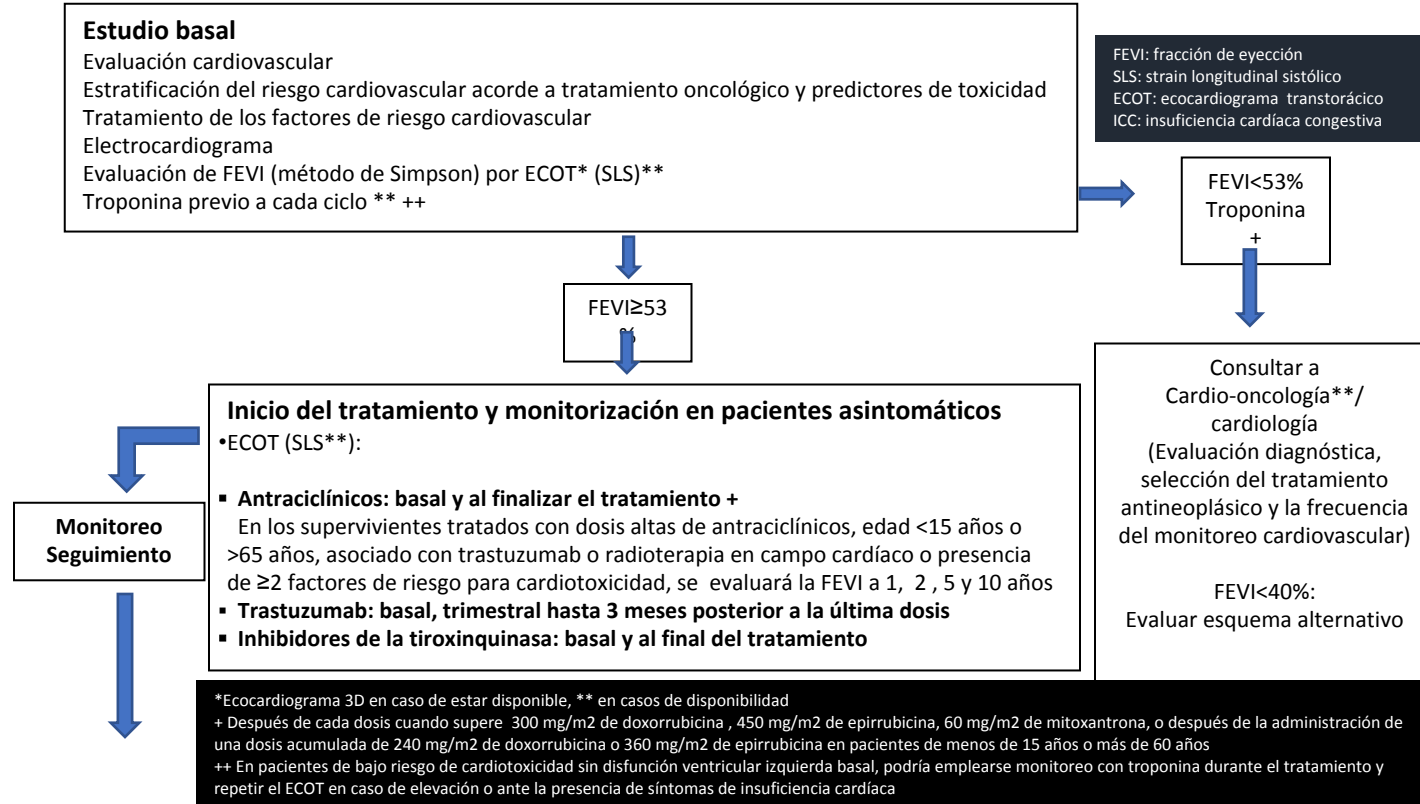 Estudio basal
Evaluación cardiovascular
Estratificación del riesgo cardiovascular acorde a tratamiento oncológico y predictores de toxicidad
Tratamiento de los factores de riesgo cardiovascular
Electrocardiograma
Evaluación de FEVI (método de Simpson) por ECOT* (SLS)**
Troponina previo a cada ciclo ** ++
FEVI: fracción de eyección
SLS: strain longitudinal sistólico
ECOT: ecocardiograma transtorácico
ICC: insuficiencia cardíaca congestiva
FEVI<53%
Troponina
+
FEVI≥53
%
Consultar a
Cardio-oncología**/
cardiología
(Evaluación diagnóstica,
selección del tratamiento
antineoplásico y la frecuencia
del monitoreo cardiovascular)
FEVI<40%:
Evaluar esquema alternativo
Inicio del tratamiento y monitorización en pacientes asintomáticos
•ECOT (SLS**):
▪ Antraciclínicos: basal y al finalizar el tratamiento +
En los supervivientes tratados con dosis altas de antraciclínicos, edad <15 años o
>65 años, asociado con trastuzumab o radioterapia en campo cardíaco o presencia
de ≥2 factores de riesgo para cardiotoxicidad, se evaluará la FEVI a 1, 2 , 5 y 10 años
▪ Trastuzumab: basal, trimestral hasta 3 meses posterior a la última dosis
▪ Inhibidores de la tiroxinquinasa: basal y al final del tratamiento
Monitoreo
Seguimiento
*Ecocardiograma 3D en caso de estar disponible, ** en casos de disponibilidad
+ Después de cada dosis cuando supere 300 mg/m2 de doxorrubicina , 450 mg/m2 de epirrubicina, 60 mg/m2 de mitoxantrona, o después de la administración de
una dosis acumulada de 240 mg/m2 de doxorrubicina o 360 mg/m2 de epirrubicina en pacientes de menos de 15 años o más de 60 años
++ En pacientes de bajo riesgo de cardiotoxicidad sin disfunción ventricular izquierda basal, podría emplearse monitoreo con troponina durante el tratamiento y
repetir el ECOT en caso de elevación o ante la presencia de síntomas de insuficiencia cardíaca